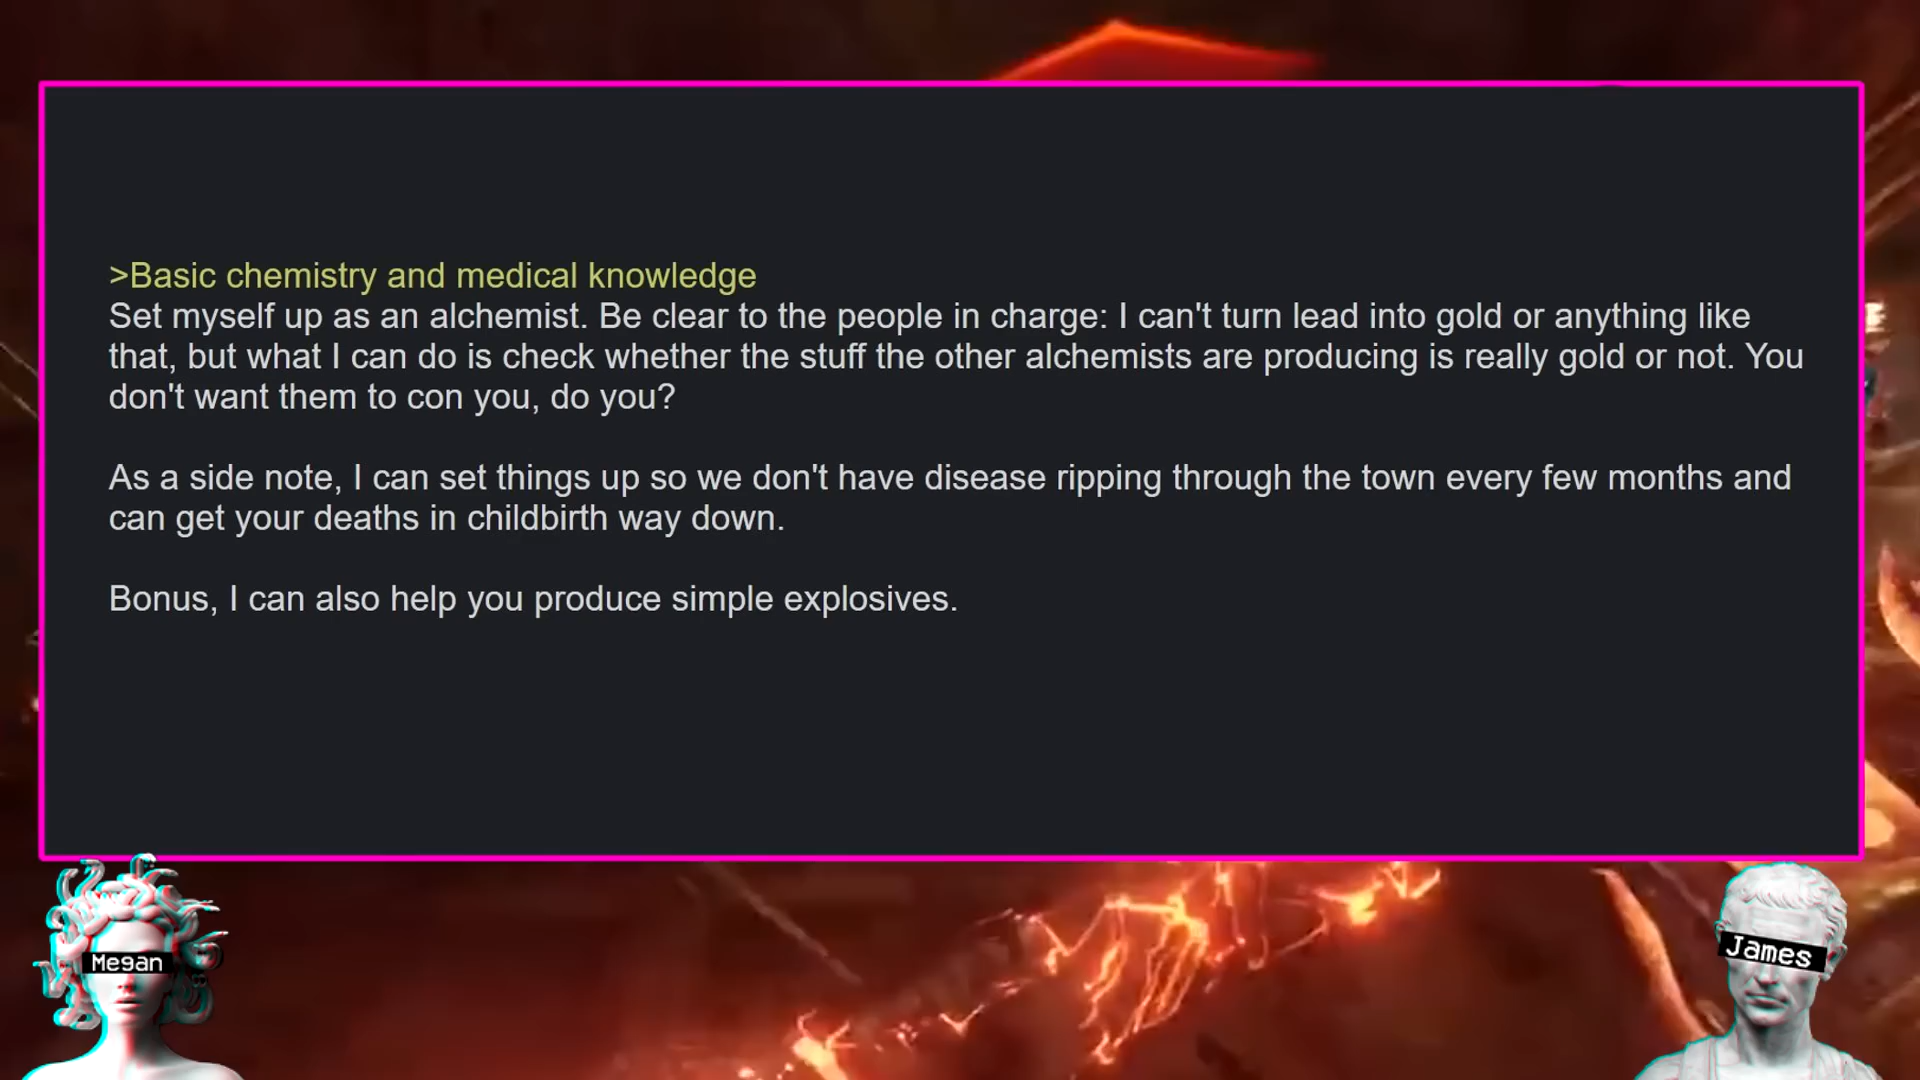 >Basic chemistry and medical knowledge
Set myself up as an alchemist. Be clear to the people in charge: I can't turn lead into gold or anything like
that, but what I can do is check whether the stuff the other alchemists are producing is really gold or not. You
don't want them to con you, do you?
As a side note, I can set things up so we don't have disease ripping through the town every few months and
can get your deaths in childbirth way down.
Bonus, I can also help you produce simple explosives.
Megan
James